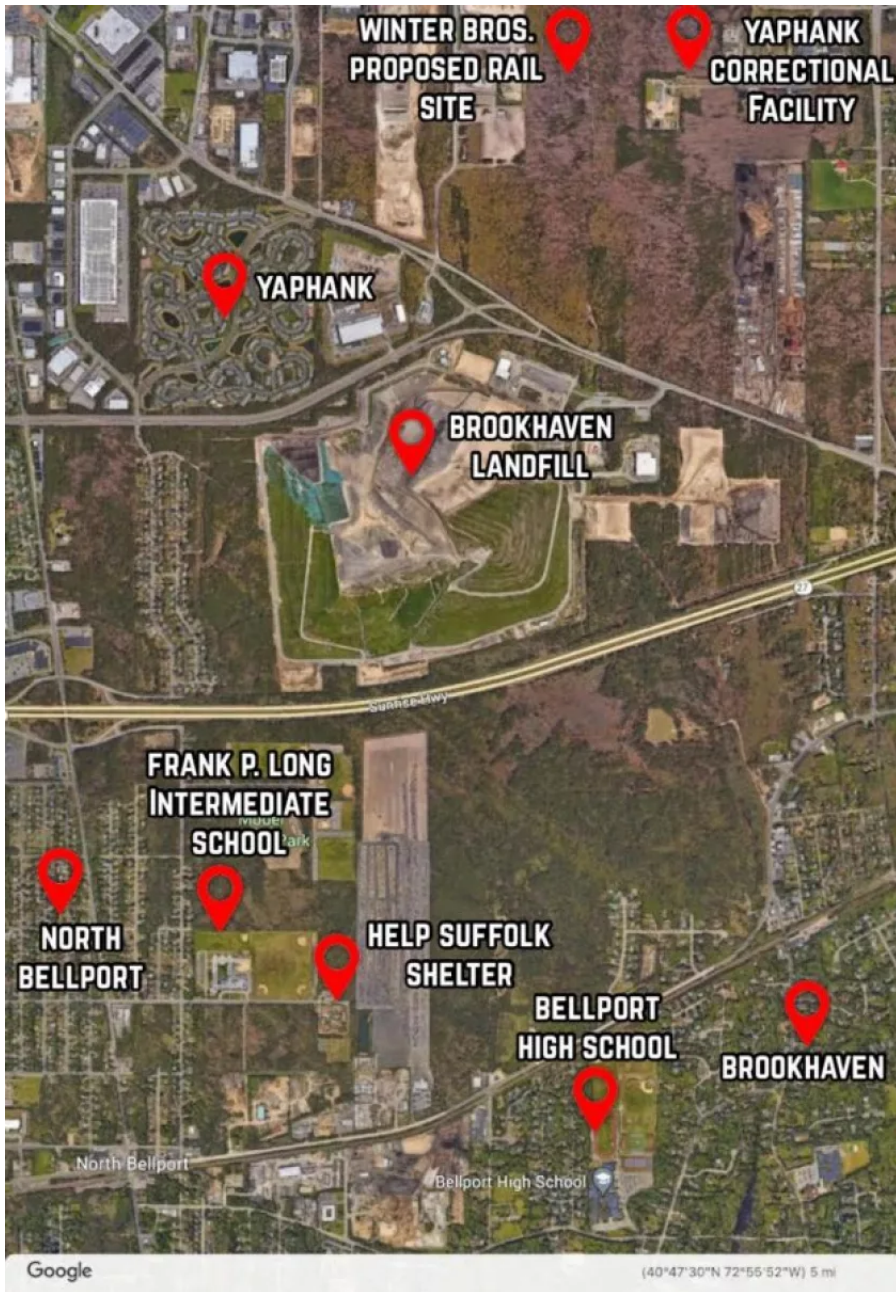 WINTER BROS.
PROPOSED RAIL
SITE
YAPHANK
CORRECTIONAL
FACILITY
YAPHANK
BROOKHAVEN
LANDFILL
27
Sunrise Hwy
FRANK P. LONG
INTERMEDIATE
SCHOOL
Park
NORTH
BELLPORT
HELP SUFFOLK
SHELTER
BELLPORT
HIGH SCHOOL
BROOKHAVEN
North Bellport
Bellport High School
Google
(40°47'30"N 72°55'52"W) 5 mi